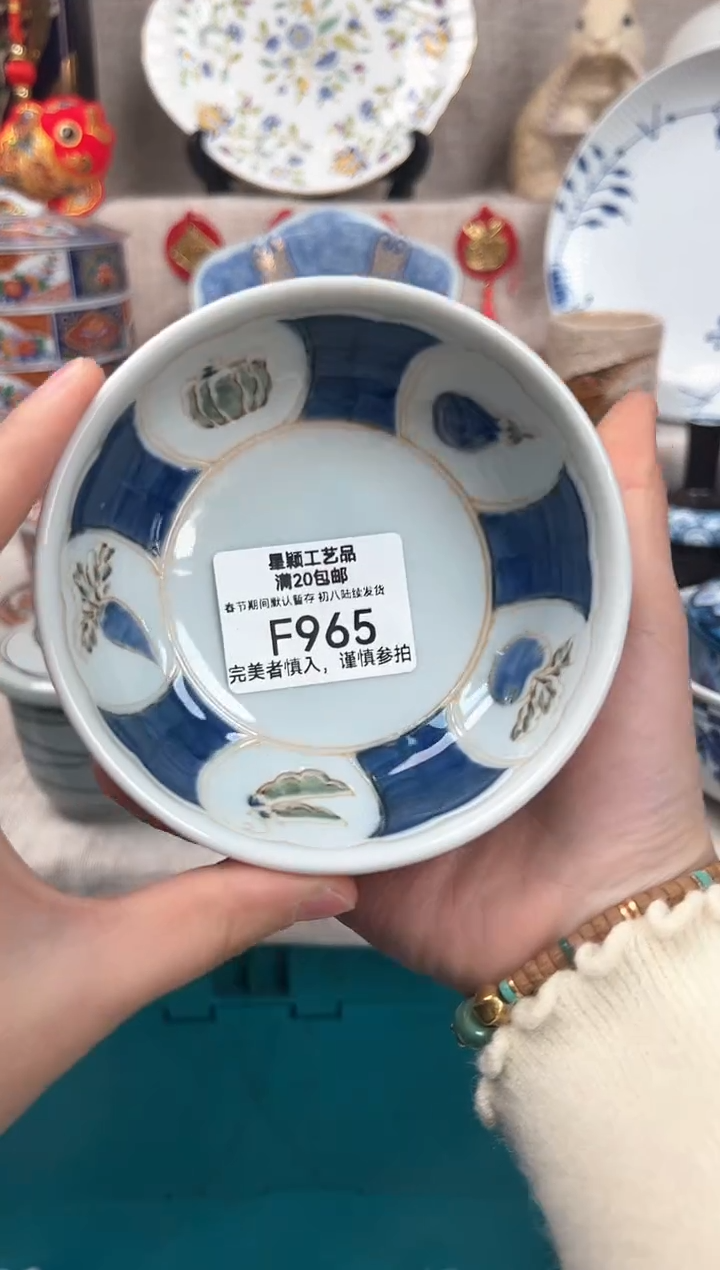 星颖工艺品
满20包邮
春节期间默认暂存 初八陆续发货
F965
完美者慎入，谨慎参拍